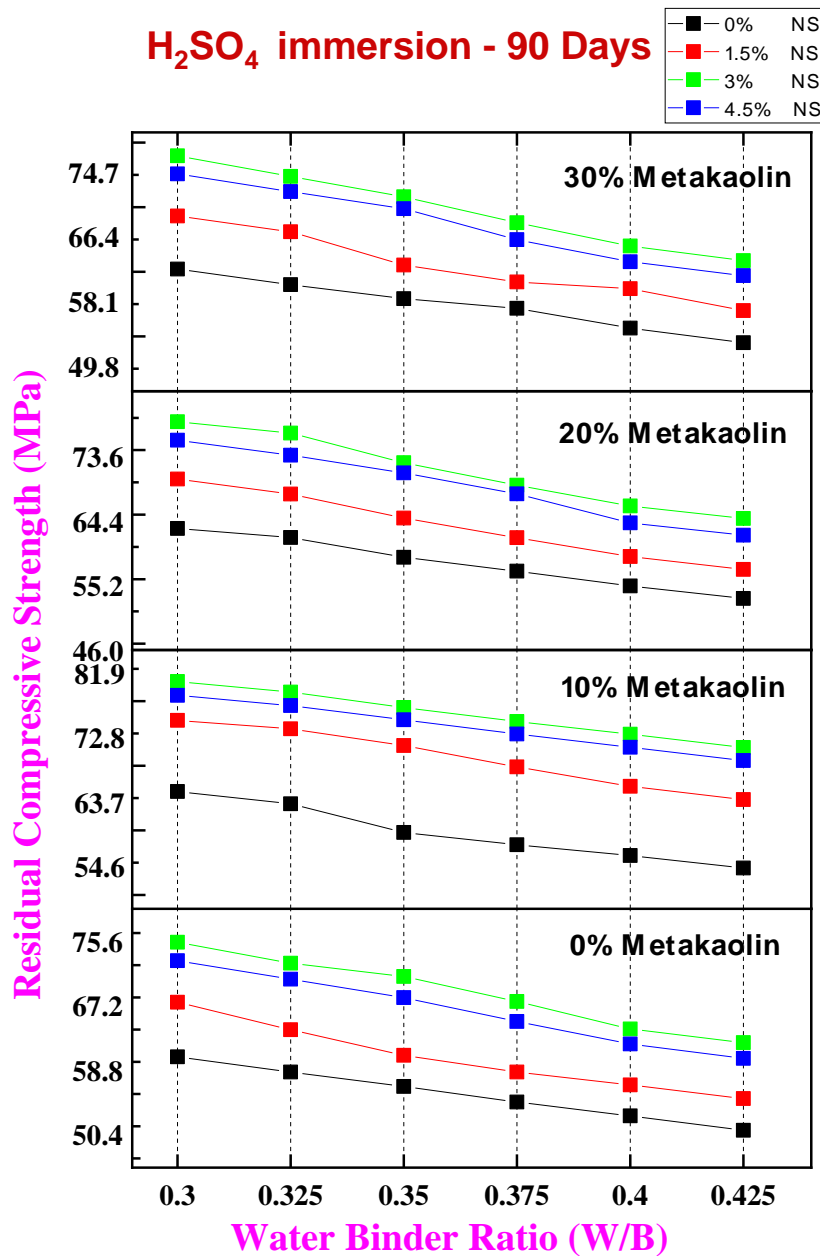 H₂SO₄ immersion - 90 Days
0% NS
1.5% NS
3% NS
4.5% NS
Residual Compressive Strength (MPa)
30% Metakaolin
74.7
66.4
58.1
49.8
20% Metakaolin
73.6
64.4
55.2
46.0
10% Metakaolin
81.9
72.8
63.7
54.6
0% Metakaolin
75.6
67.2
58.8
50.4
0.3 0.325 0.35 0.375 0.4 0.425
Water Binder Ratio (W/B)